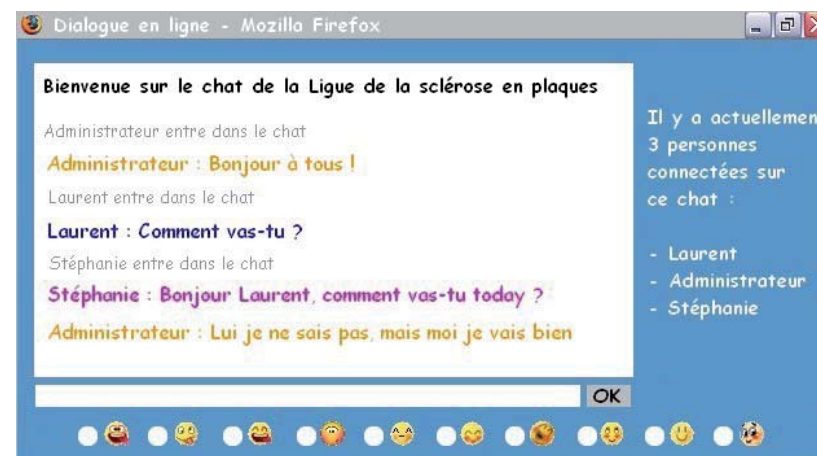 Dialogue en ligne - Mozilla Firefox
Bienvenue sur le chat de la Ligue de la sclérose en plaques
Administrateur entre dans le chat
Administrateur : Bonjour à tous !
Laurent entre dans le chat
Laurent : Comment vas-tu ?
Stéphanie entre dans le chat
Stéphanie : Bonjour Laurent, comment vas-tu today ?
Administrateur : Lui je ne sais pas, mais moi je vais bien
OK
Il y a actuellemen
3 personnes
connectées sur
ce chat :
- Laurent
- Administrateur
- Stéphanie